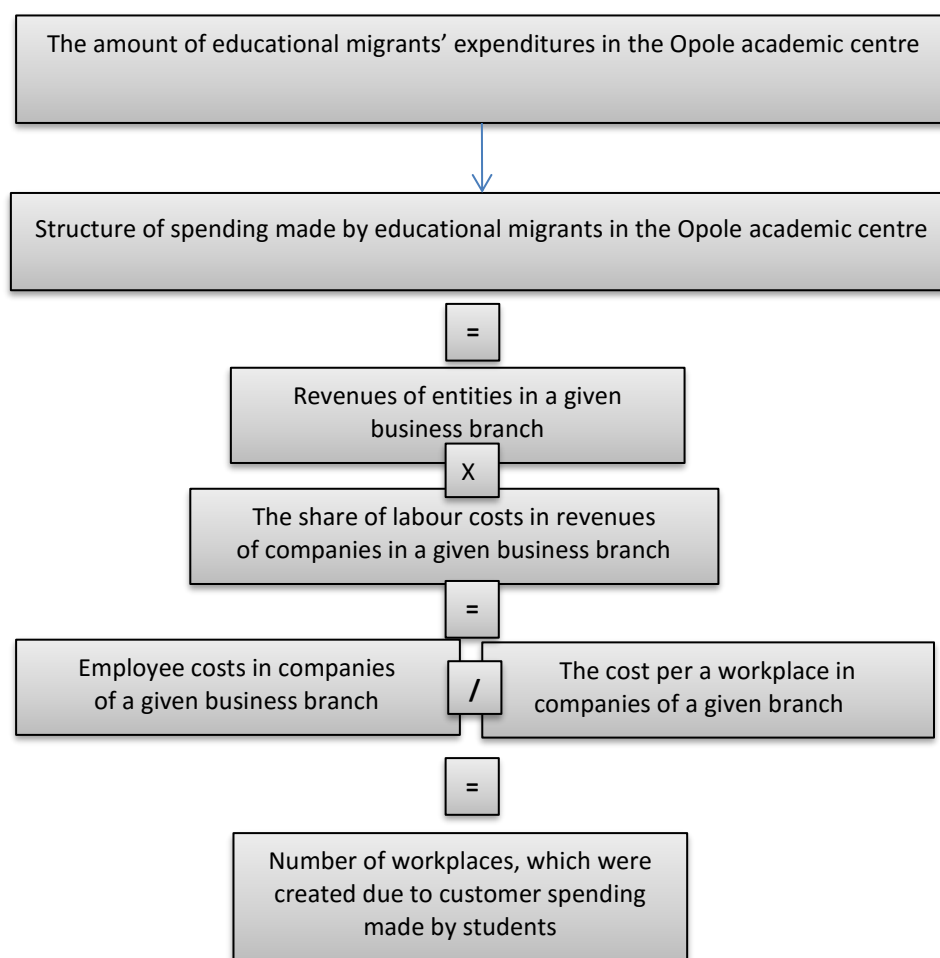 The amount of educational migrants’ expenditures in the Opole academic centre
Structure of spending made by educational migrants in the Opole academic centre
=
Revenues of entities in a given
business branch
X
The share of labour costs in revenues
of companies in a given business branch
=
Employee costs in companies
of a given business branch
/
The cost per a workplace in
companies of a given branch
=
Number of workplaces, which were
created due to customer spending
made by students